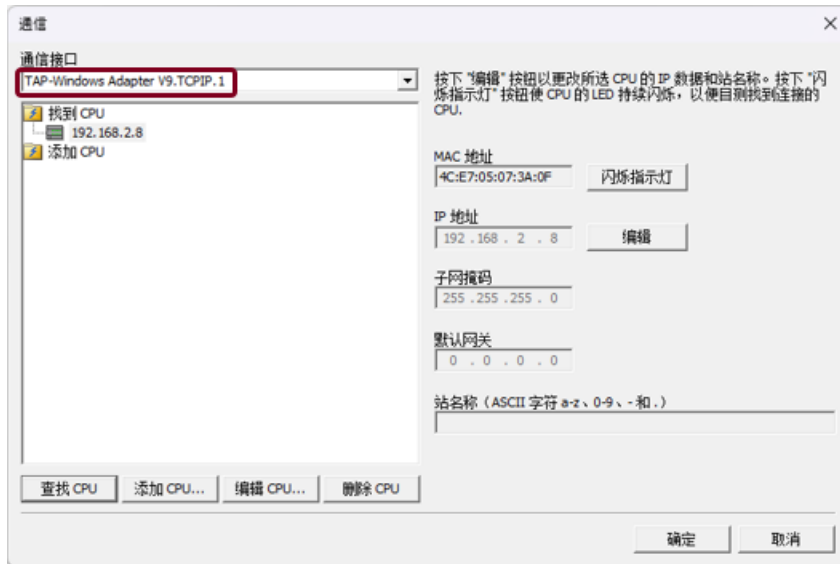 通信
通信接口
TAP-Windows Adapter V9.TCPIP.1
找到 CPU
192.168.2.8
添加 CPU
查找 CPU
添加 CPU...
编辑 CPU...
删除 CPU
按下 "编辑" 按钮以更改所选 CPU 的 IP 数据和站名称。按下 "闪
烁指示灯" 按钮使 CPU 的 LED 持续闪烁，以便目测找到连接的
CPU.
MAC 地址
4C:E7:05:07:3A:0F
闪烁指示灯
IP 地址
192 . 168 . 2 . 8
编辑
子网掩码
255 . 255 . 255 . 0
默认网关
0 . 0 . 0 . 0
站名称（ASCII 字符 a-z、0-9、- 和 .）
确定
取消